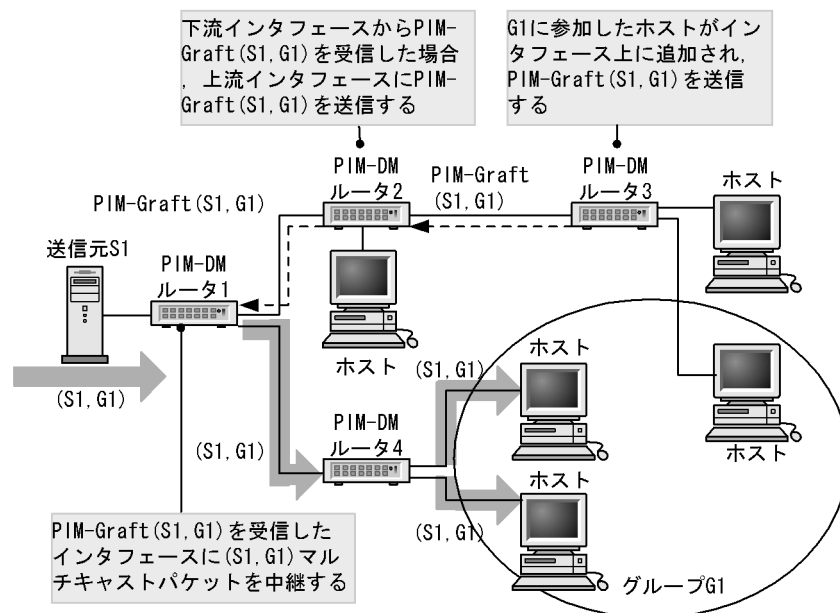 下流インタフェースからPIM-
Graft(S1,G1)を受信した場合
，上流インタフェースにPIM-
Graft(S1,G1)を送信する
G1に参加したホストがイン
タフェース上に追加され，
PIM-Graft(S1,G1)を送信
する
PIM-DM
ルータ2
PIM-Graft
(S1,G1)
PIM-DM
ルータ3
ホスト
PIM-Graft(S1,G1)
送信元S1
PIM-DM
ルータ1
ホスト
(S1,G1)
ホスト
(S1,G1)
PIM-DM
ルータ4
(S1,G1)
ホスト
ホスト
(S1,G1)
PIM-Graft(S1,G1)を受信した
インタフェースに(S1,G1)マル
チキャストパケットを中継する
グループG1